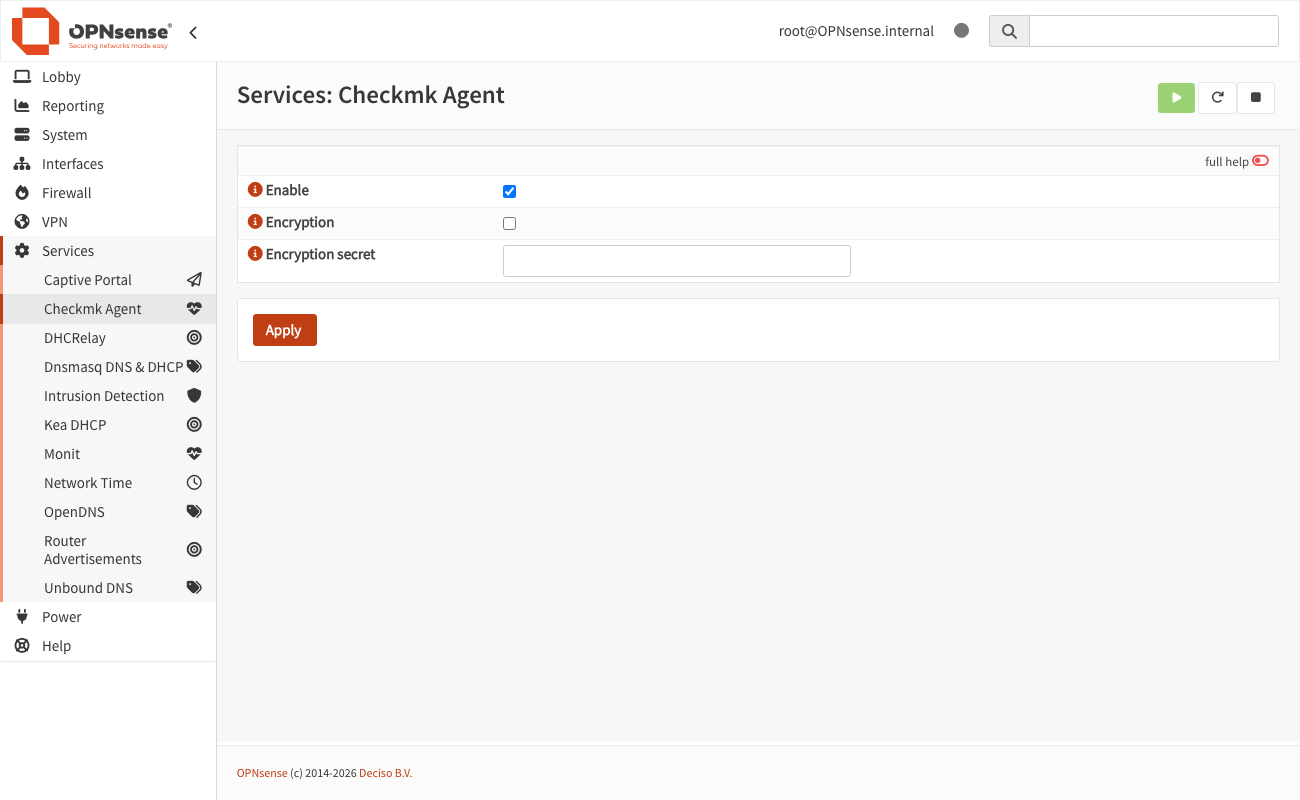 OPNsense®
Securing networks made easy
root@OPNsense.internal
Lobby
Reporting
System
Interfaces
Firewall
VPN
Services
Captive Portal
Checkmk Agent
DHCRelay
Dnsmasq DNS & DHCP
Intrusion Detection
Kea DHCP
Monit
Network Time
OpenDNS
Router
Advertisements
Unbound DNS
Power
Help
Services: Checkmk Agent
full help
Enable
Encryption
Encryption secret
Apply
OPNsense (c) 2014-2026 Deciso B.V.